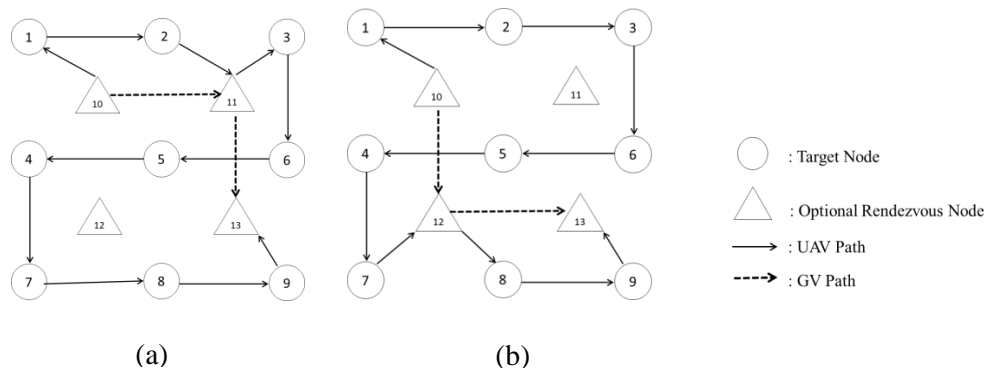 1 2 3
10 11
4 5 6
12 13
7 8 9
(a)
1 2 3
10 11
4 5 6
12 13
7 8 9
(b)
: Target Node
: Optional Rendezvous Node
: UAV Path
: GV Path